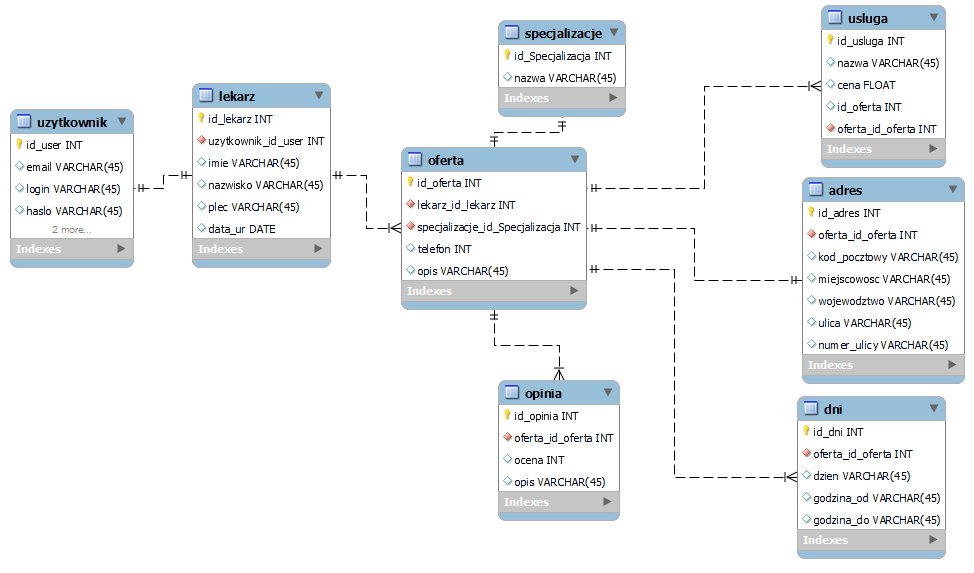 uzytkownik
id_user INT
email VARCHAR(45)
login VARCHAR(45)
haslo VARCHAR(45)
2 more...
Indexes
lekarz
id_lekarz INT
uzytkownik_id_user INT
imie VARCHAR(45)
nazwisko VARCHAR(45)
plec VARCHAR(45)
data_ur DATE
Indexes
specjalizacje
id_Specjalizacja INT
nazwa VARCHAR(45)
Indexes
oferta
id_oferta INT
lekarz_id_lekarz INT
specjalizacje_id_Specjalizacja INT
telefon INT
opis VARCHAR(45)
Indexes
opinia
id_opinia INT
oferta_id_oferta INT
ocena INT
opis VARCHAR(45)
Indexes
usluga
id_usluga INT
nazwa VARCHAR(45)
cena FLOAT
id_oferta INT
oferta_id_oferta INT
Indexes
adres
id_adres INT
oferta_id_oferta INT
kod_pocztowy VARCHAR(45)
miejscowosc VARCHAR(45)
wojewodztwo VARCHAR(45)
ulica VARCHAR(45)
numer_ulicy VARCHAR(45)
Indexes
dni
id_dni INT
oferta_id_oferta INT
dzien VARCHAR(45)
godzina_od VARCHAR(45)
godzina_do VARCHAR(45)
Indexes